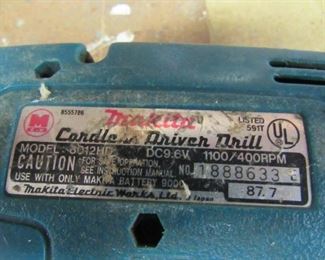 8555786
M
Makita
LISTED
591T
UL
Cordless Driver Drill
MODEL 6012HD DC9.6V 1100/400RPM
CAUTION FOR SAFE OPERATION,
SEE INSTRUCTION MANUAL NO. 1888633 E
USE WITH ONLY MAKITA BATTERY 9000
87.7
Makita Electric Works, Ltd. Japan